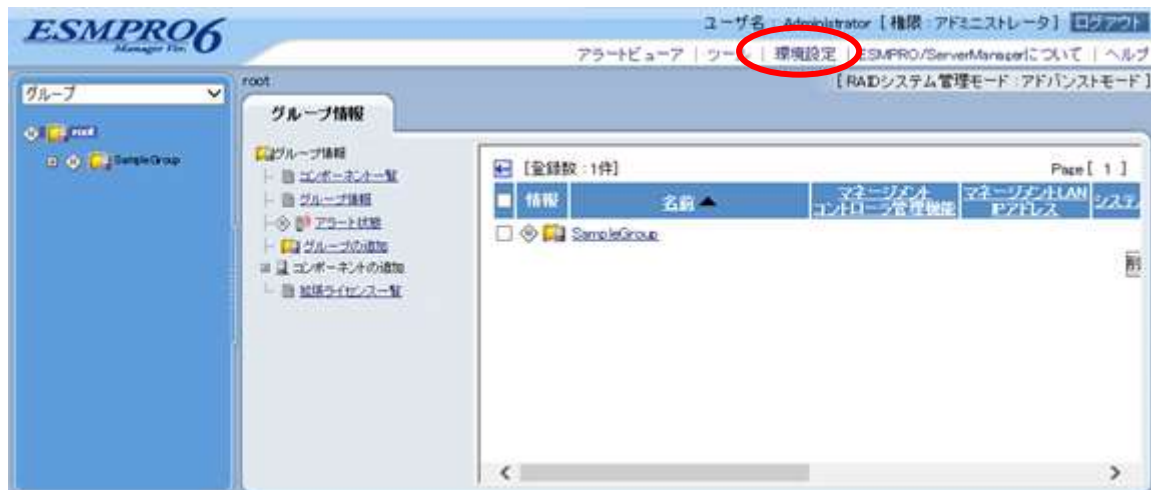 ESMPRO6
Manager Ver.
ユーザ名 : Administrator [ 権限 : アドミニストレータ ] ログアウト
アラートビューア | ツール | 環境設定 | ESMPRO/ServerManagerについて | ヘルプ
グループ
root
SampleGroup
root
[ RAIDシステム管理モード : アドバンストモード ]
グループ情報
グループ情報
コンポーネント一覧
グループ情報
アラート状態
グループの追加
コンポーネントの追加
拡張ライセンス一覧
[登録数 : 1件]
Page [ 1 ]
情報 名前 ▲ マネージメントコントローラ管理機能 マネージメントLAN IPアドレス システ
SampleGroup
削